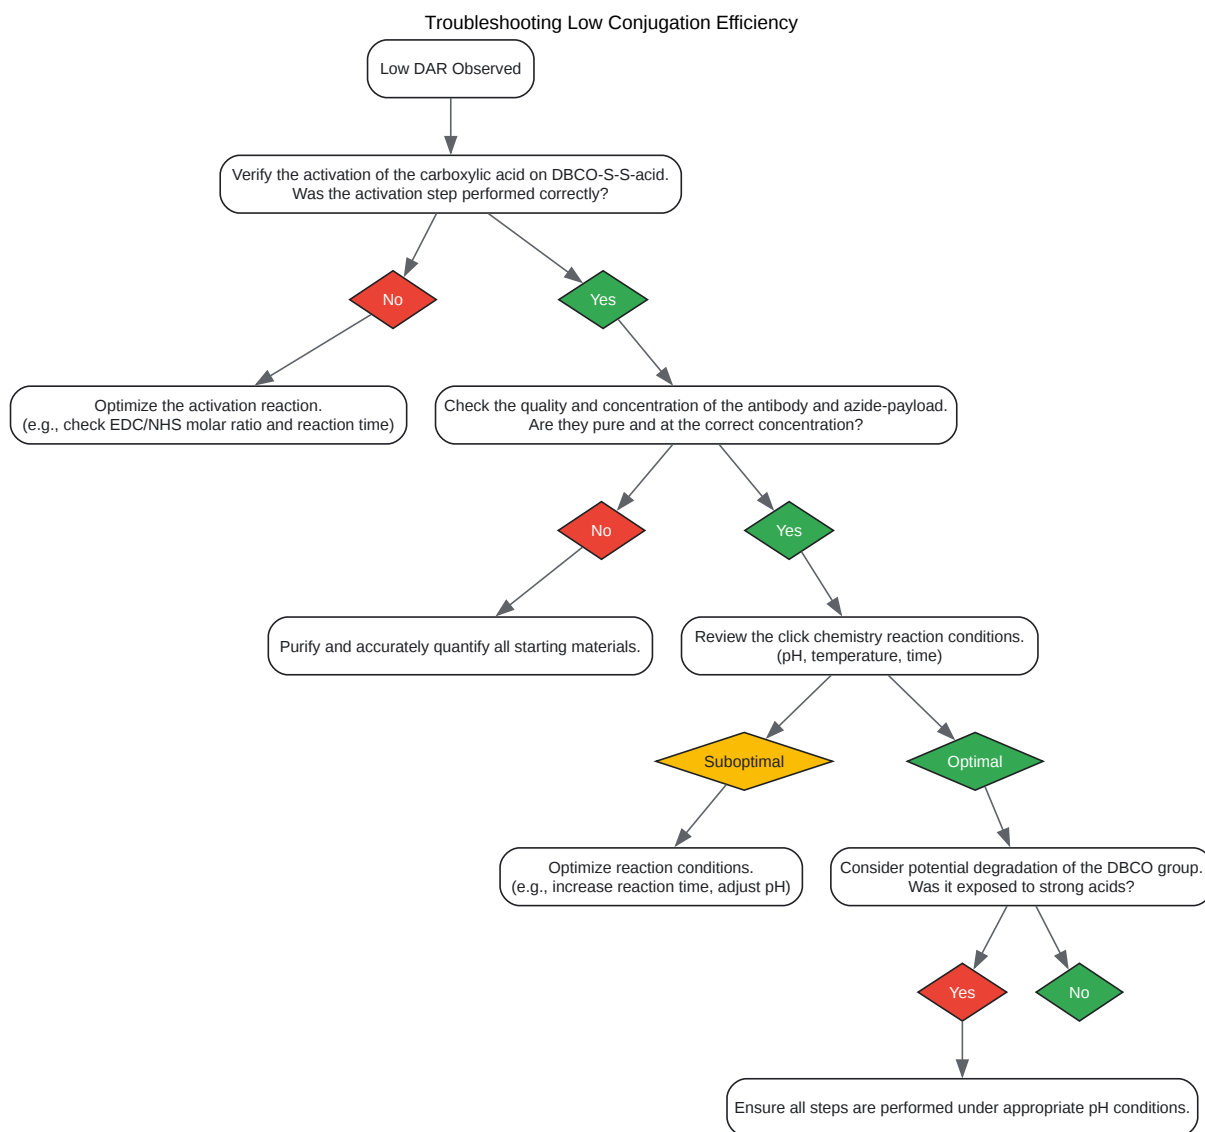 Troubleshooting Low Conjugation Efficiency
Low DAR Observed
Verify the activation of the carboxylic acid on DBCO-S-S-acid.
Was the activation step performed correctly?
No
Yes
Optimize the activation reaction.
(e.g., check EDC/NHS molar ratio and reaction time)
Check the quality and concentration of the antibody and azide-payload.
Are they pure and at the correct concentration?
No
Yes
Purify and accurately quantify all starting materials.
Review the click chemistry reaction conditions.
(pH, temperature, time)
Suboptimal
Optimal
Optimize reaction conditions.
(e.g., increase reaction time, adjust pH)
Consider potential degradation of the DBCO group.
Was it exposed to strong acids?
Yes
No
Ensure all steps are performed under appropriate pH conditions.